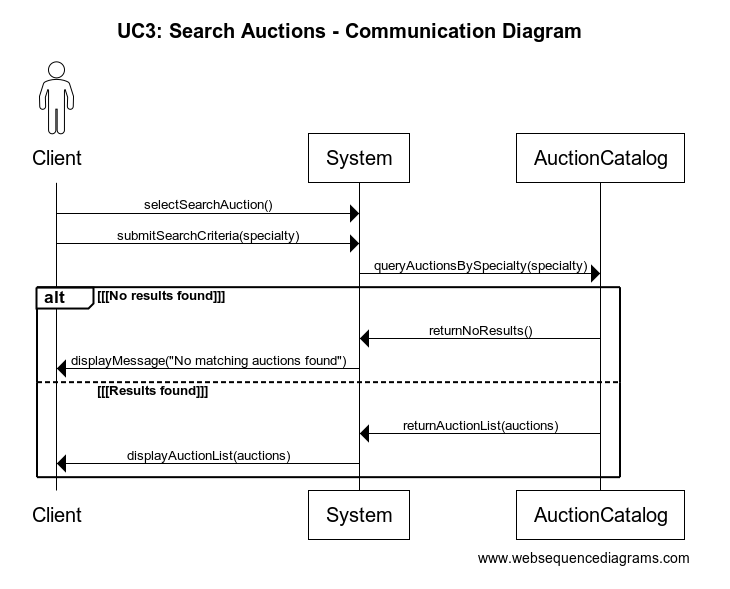 UC3: Search Auctions - Communication Diagram
Client
System
AuctionCatalog
selectSearchAuction()
submitSearchCriteria(specialty)
queryAuctionsBySpecialty(specialty)
alt
[[[No results found]]]
returnNoResults()
displayMessage("No matching auctions found")
[[[Results found]]]
returnAuctionList(auctions)
displayAuctionList(auctions)
Client
System
AuctionCatalog
www.websequencediagrams.com